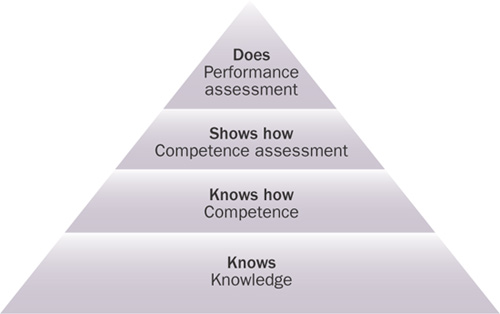 Does
Performance
assessment
Shows how
Competence assessment
Knows how
Competence
Knows
Knowledge